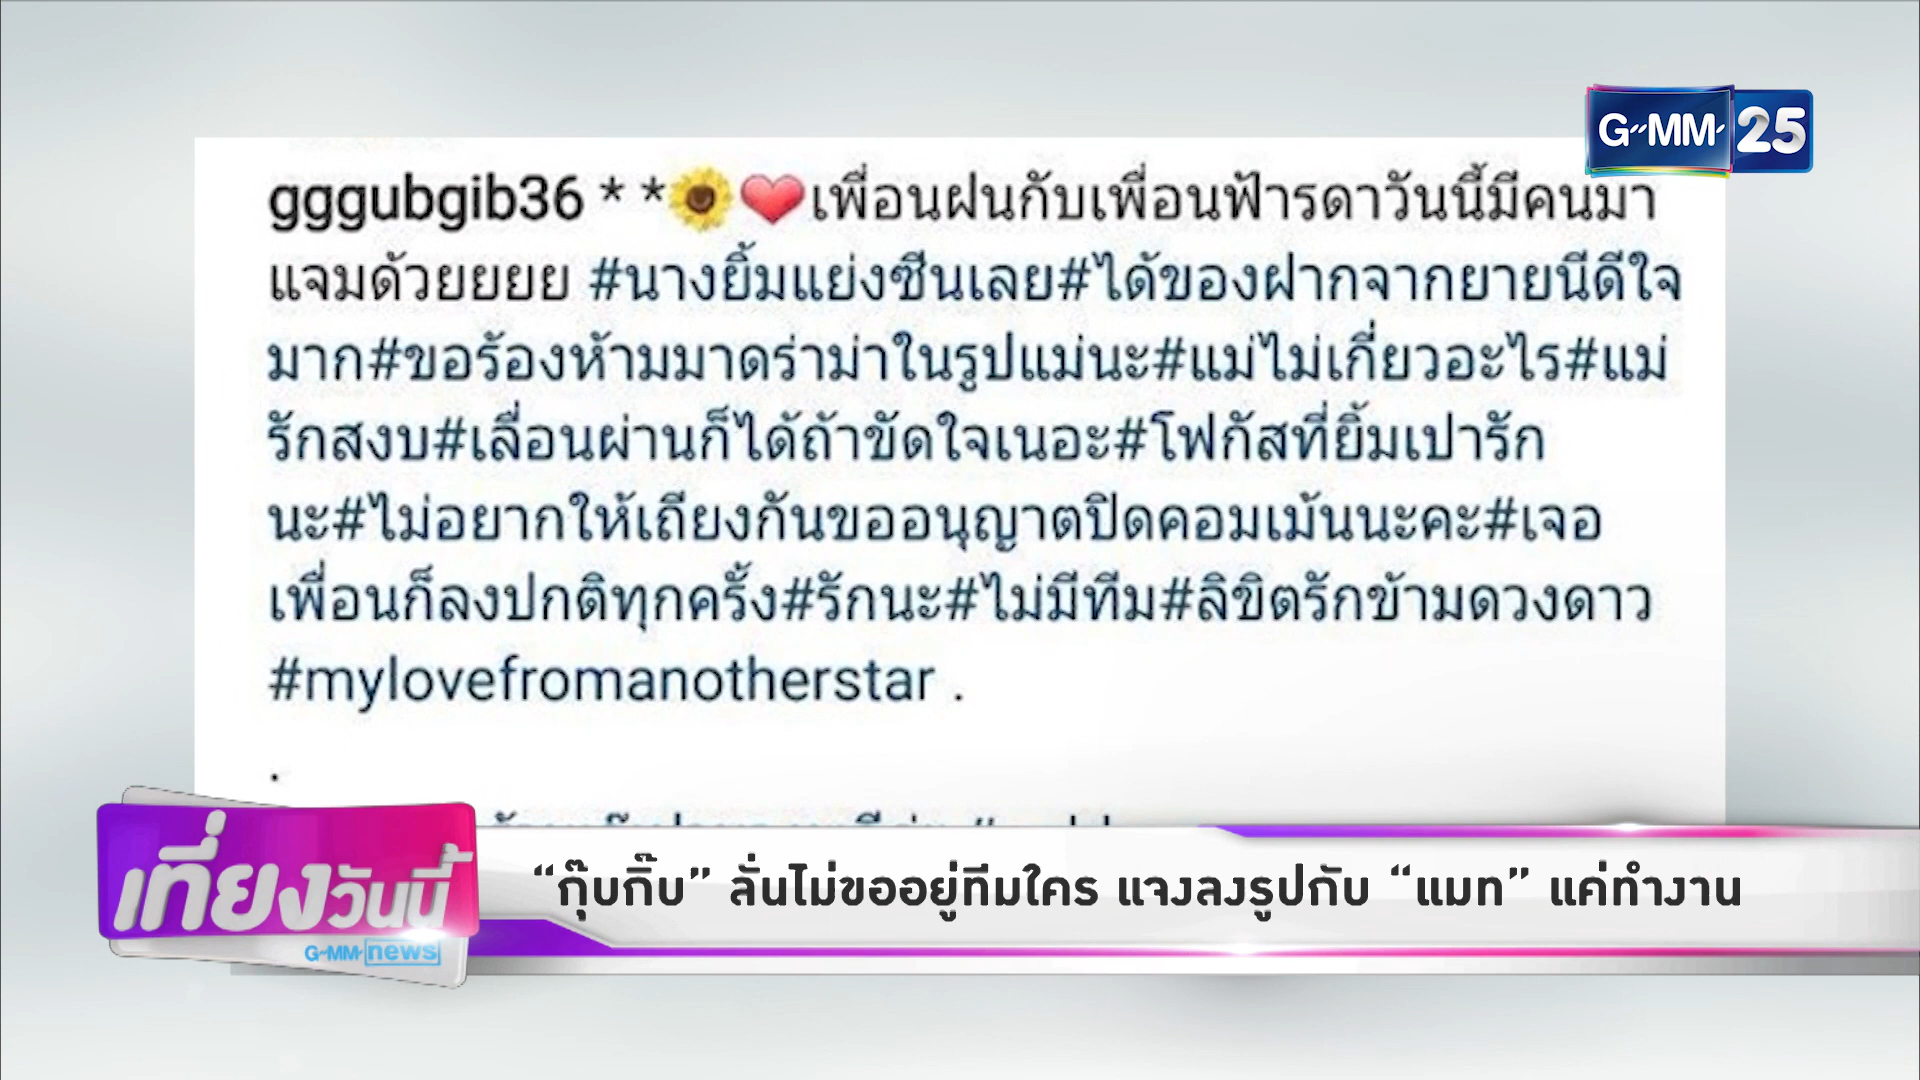 G-MM 25
gggubgib36 * *🌻❤️เพื่อนฝนกับเพื่อนฟ้ารดาวันนี้มีคนมา
แจมด้วยยยย #นางยิ้มแย่งซีนเลย#ได้ของฝากจากยายนีดีใจ
มาก#ขอร้องห้ามมาดร่าม่าในรูปแม่นะ#แม่ไม่เกี่ยวอะไร#แม่
รักสงบ#เลื่อนผ่านก็ได้ถ้าขัดใจเนอะ#โฟกัสที่ยิ้มเปารัก
นะ#ไม่อยากให้เถียงกันขออนุญาตปิดคอมเม้นนะคะ#เจอ
เพื่อนก็ลงปกติทุกครั้ง#รักนะ#ไม่มีทีม#ลิขิตรักข้ามดวงดาว
#mylovefromanotherstar .
.
เที่ยงวันนี้
G-MM news
“กุ๊บกิ๊บ” ลั่นไม่ขออยู่ทีมใคร แจงลงรูปกับ “แมท” แค่ทำงาน